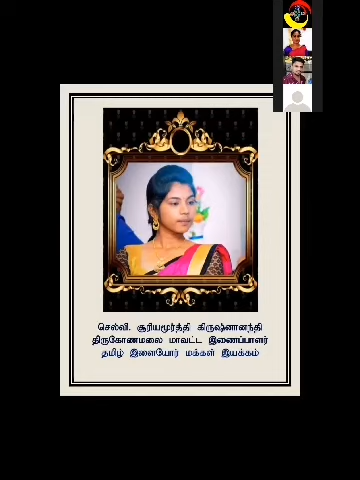 செல்வி. சூரியமூர்த்தி கிருஷ்னானந்தி
திருகோணமலை மாவட்ட இணைப்பாளர்
தமிழ் இளையோர் மக்கள் இயக்கம்